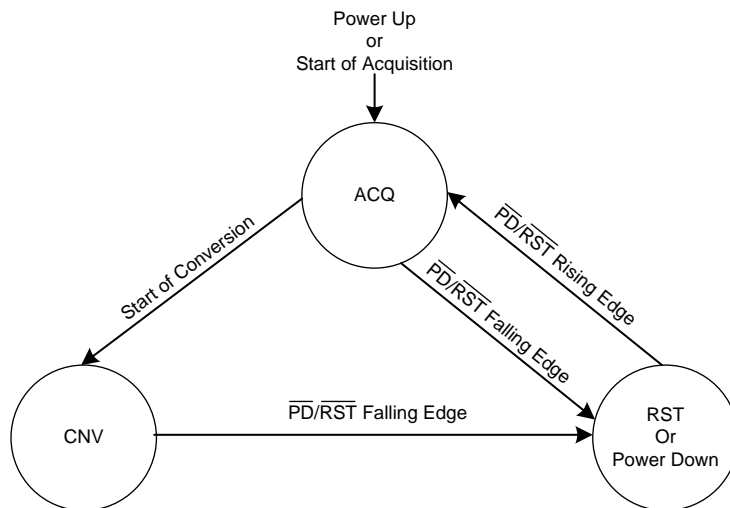 Power Up
or
Start of Acquisition
ACQ
Start of Conversion
PD/RST Rising Edge
PD/RST Falling Edge
CNV
PD/RST Falling Edge
RST
Or
Power Down